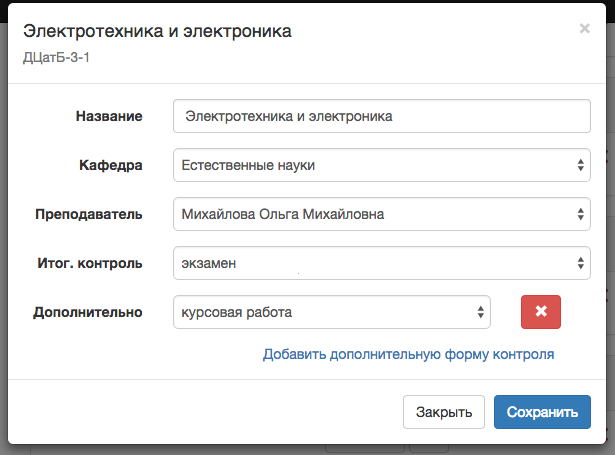 Электротехника и электроника
ДЦатБ-3-1
Название Электротехника и электроника
Кафедра Естественные науки
Преподаватель Михайлова Ольга Михайловна
Итог. контроль экзамен
Дополнительно курсовая работа
Добавить дополнительную форму контроля
Закрыть Сохранить